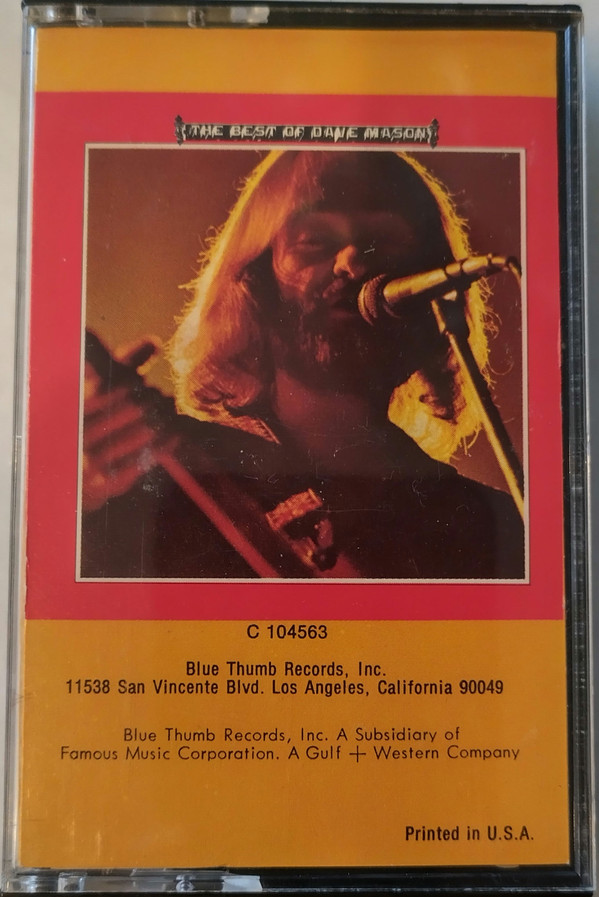 THE BEST OF DAVE MASON
C 104563
Blue Thumb Records, Inc.
11538 San Vincente Blvd. Los Angeles, California 90049
Blue Thumb Records, Inc. A Subsidiary of
Famous Music Corporation. A Gulf + Western Company
Printed in U.S.A.